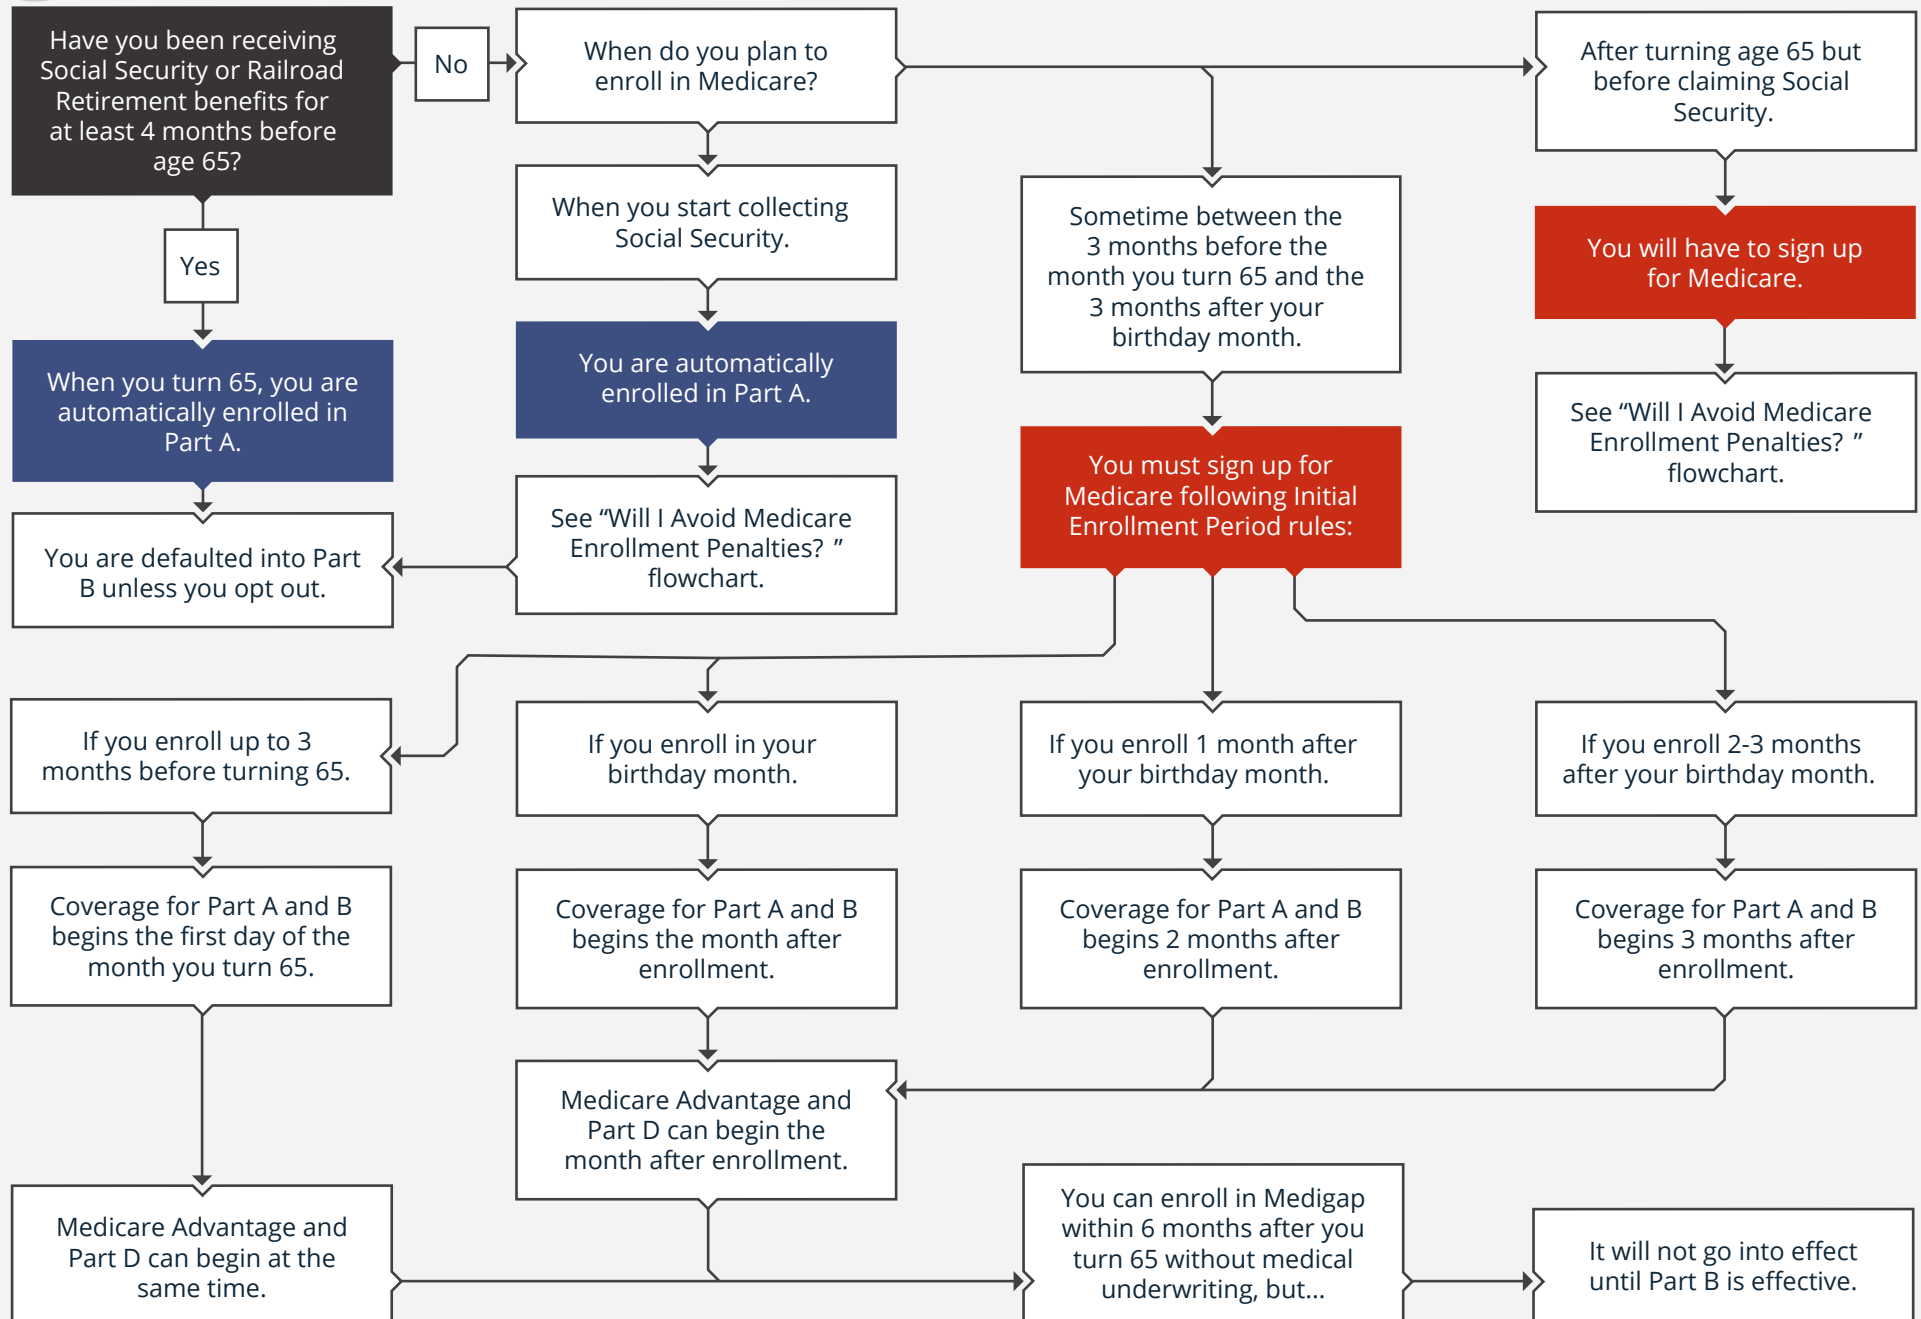 Have you been receiving
Social Security or Railroad
Retirement benefits for
at least 4 months before
age 65?
No
When do you plan to
enroll in Medicare?
After turning age 65 but
before claiming Social
Security.
Yes
When you start collecting
Social Security.
Sometime between the
3 months before the
month you turn 65 and the
3 months after your
birthday month.
You will have to sign up
for Medicare.
When you turn 65, you are
automatically enrolled in
Part A.
You are automatically
enrolled in Part A.
You must sign up for
Medicare following Initial
Enrollment Period rules:
See “Will I Avoid Medicare
Enrollment Penalties? ”
flowchart.
You are defaulted into Part
B unless you opt out.
See “Will I Avoid Medicare
Enrollment Penalties? ”
flowchart.
If you enroll up to 3
months before turning 65.
If you enroll in your
birthday month.
If you enroll 1 month after
your birthday month.
If you enroll 2-3 months
after your birthday month.
Coverage for Part A and B
begins the first day of the
month you turn 65.
Coverage for Part A and B
begins the month after
enrollment.
Coverage for Part A and B
begins 2 months after
enrollment.
Coverage for Part A and B
begins 3 months after
enrollment.
Medicare Advantage and
Part D can begin the
month after enrollment.
Medicare Advantage and
Part D can begin at the
same time.
You can enroll in Medigap
within 6 months after you
turn 65 without medical
underwriting, but...
It will not go into effect
until Part B is effective.